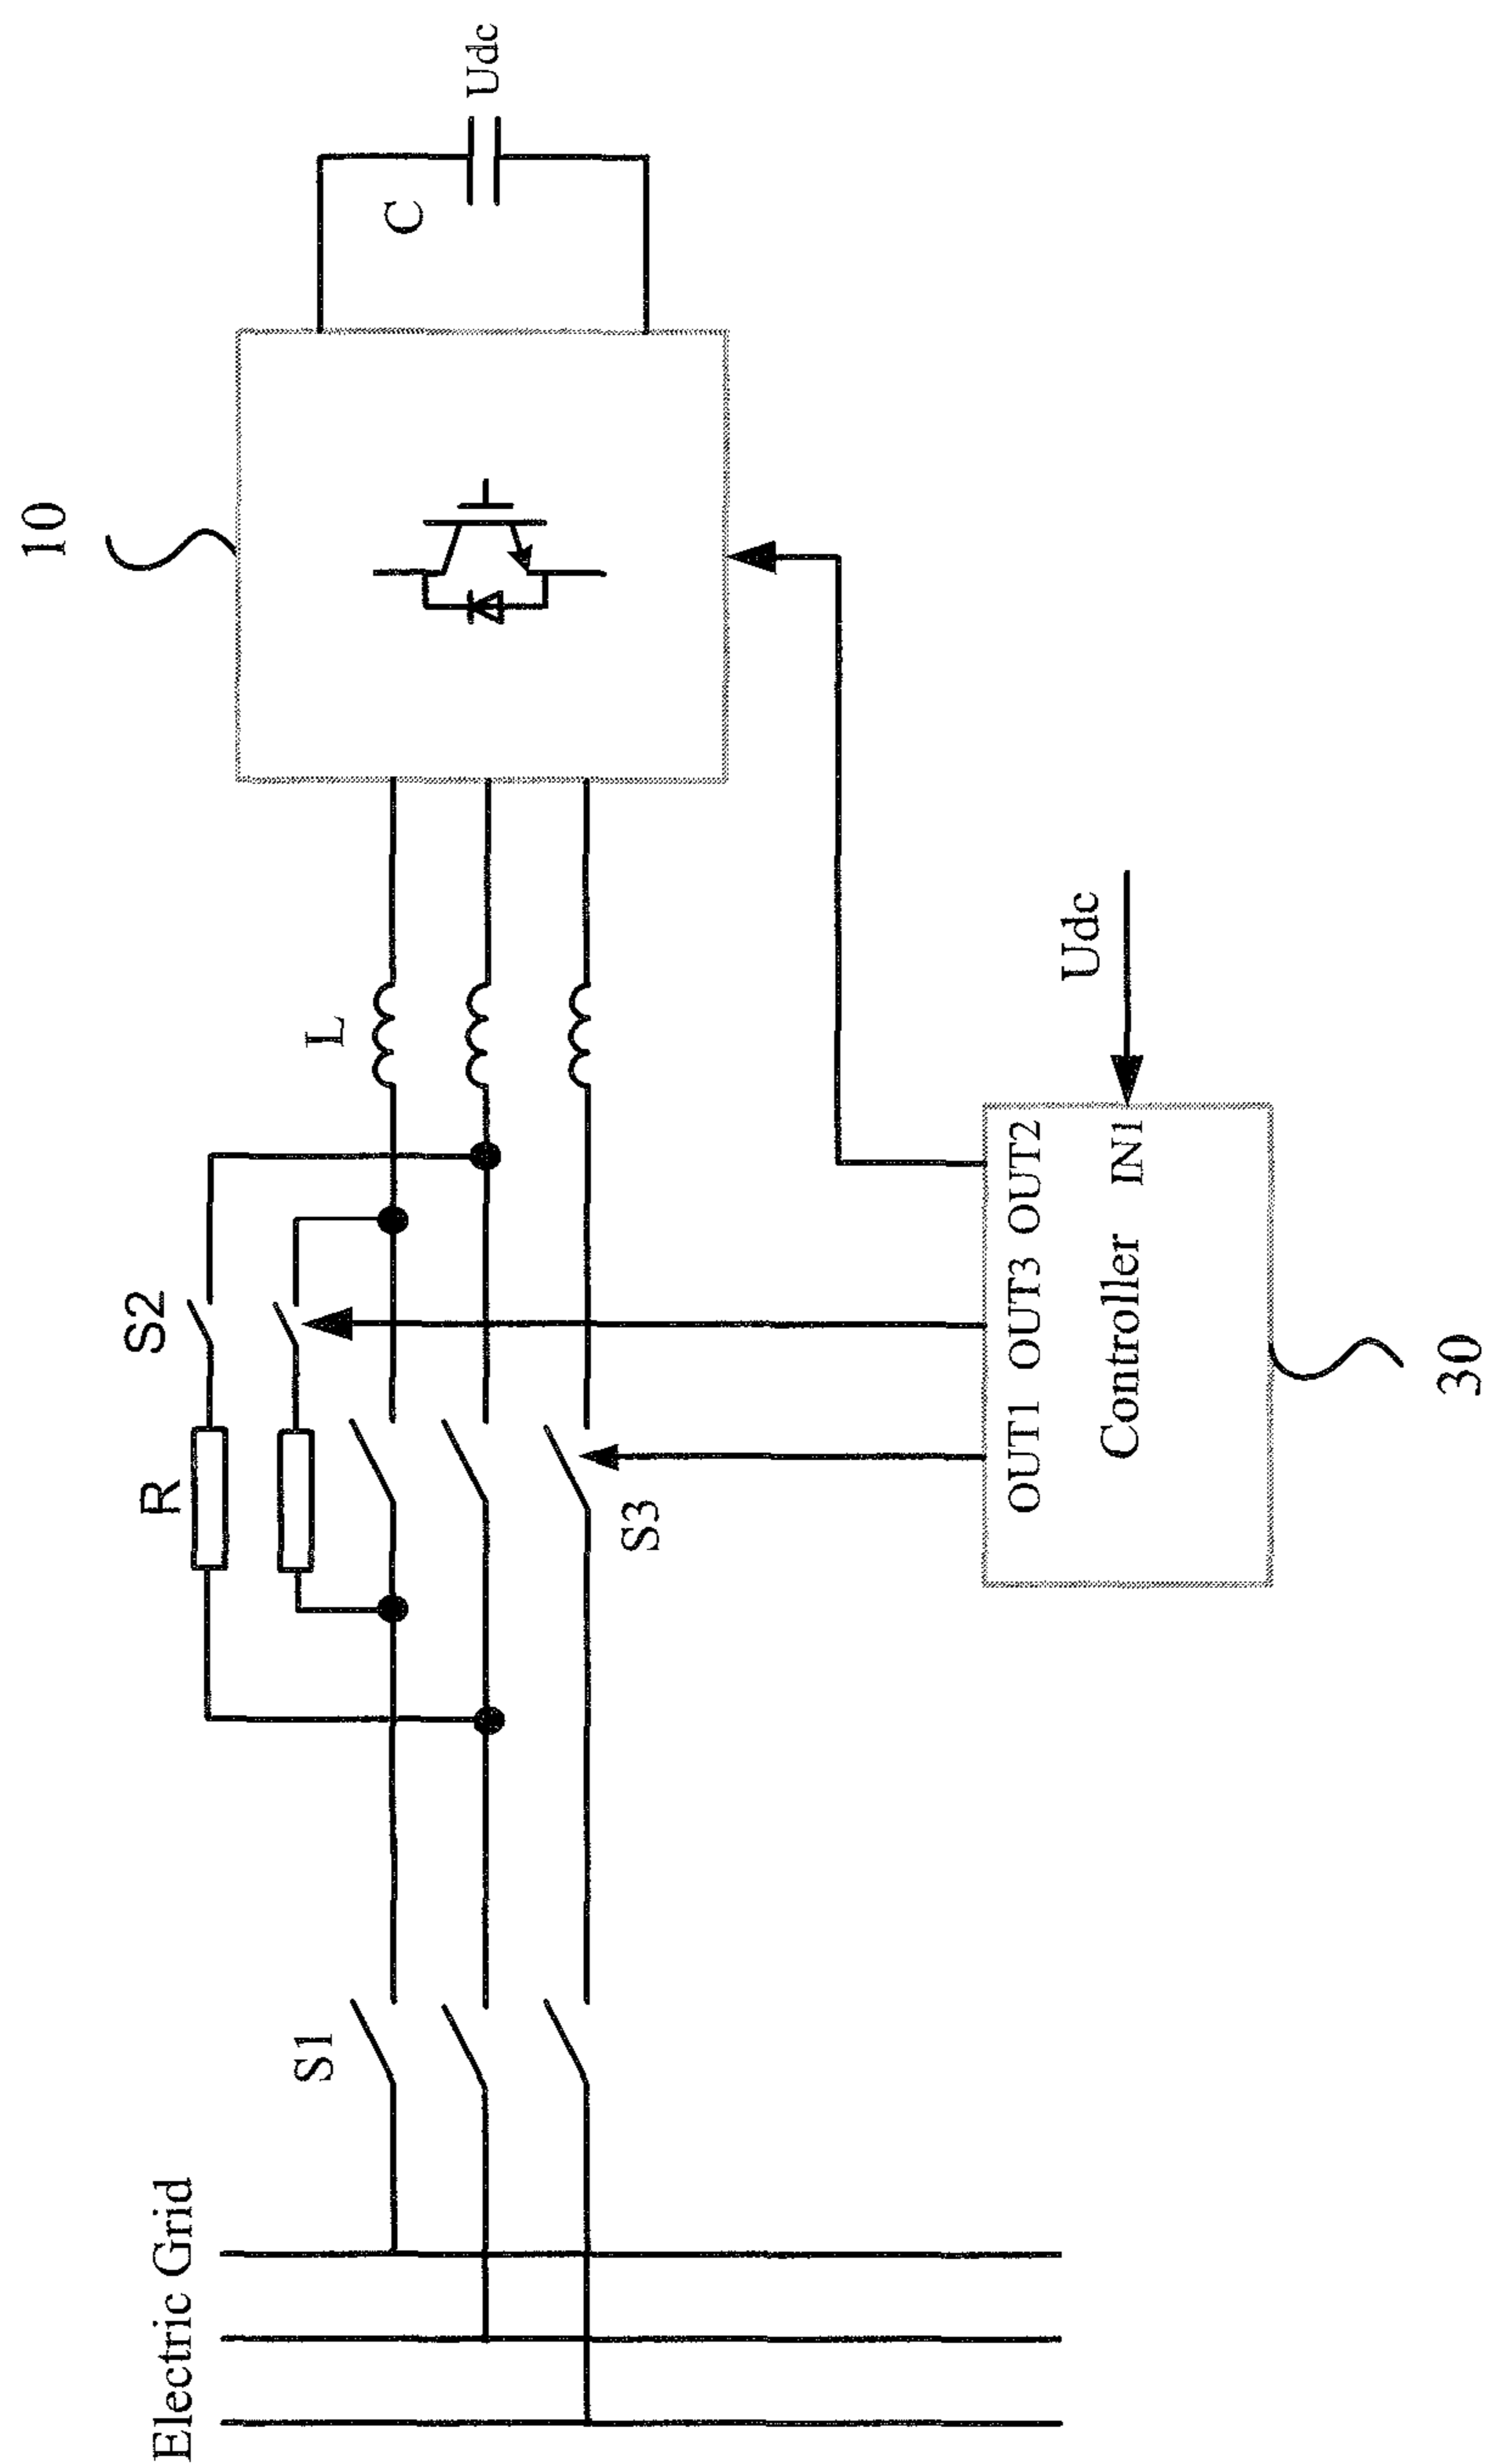 10
S2
R
S1
L
C
Udc
S3
Electric Grid
Udc
OUT1 OUT3 OUT2
Controller IN1
30